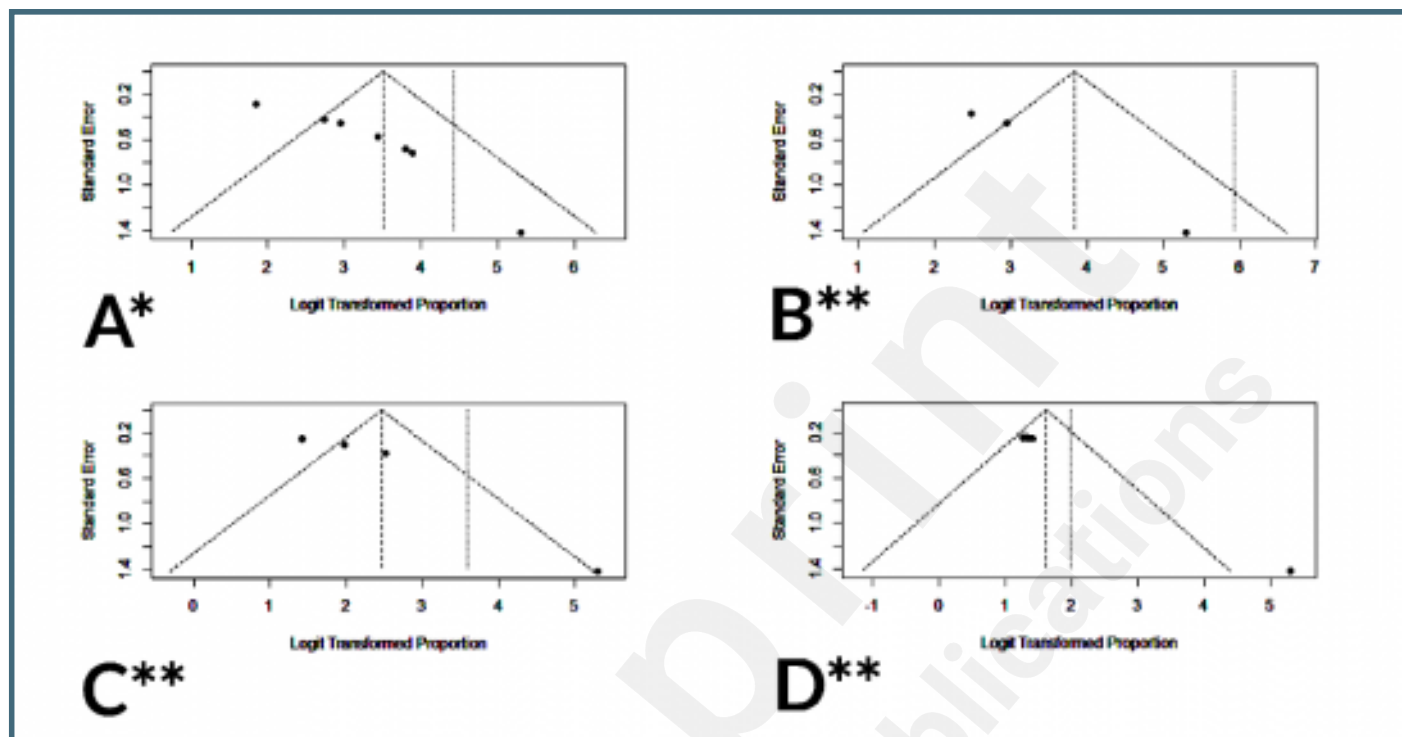 Standard Error
0.2
0.6
1.0
1.4
1 2 3 4 5 6
Logit Transformed Proportion
A*
Standard Error
0.2
0.6
1.0
1.4
1 2 3 4 5 6 7
Logit Transformed Proportion
B**
Standard Error
0.2
0.6
1.0
1.4
0 1 2 3 4 5
Logit Transformed Proportion
C**
Standard Error
0.2
0.6
1.0
1.4
-1 0 1 2 3 4 5
Logit Transformed Proportion
D**
print
blications